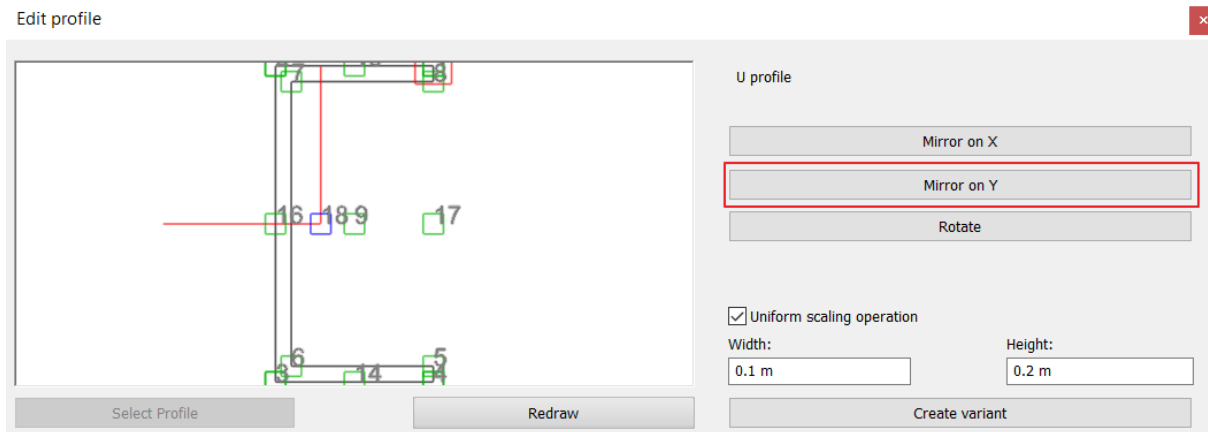 Edit profile
U profile
7 8
Mirror on X
Mirror on Y
16 18 9 17
Rotate
Uniform scaling operation
Width: Height:
6 5
0.1 m 0.2 m
3 14 4
Select Profile Redraw Create variant